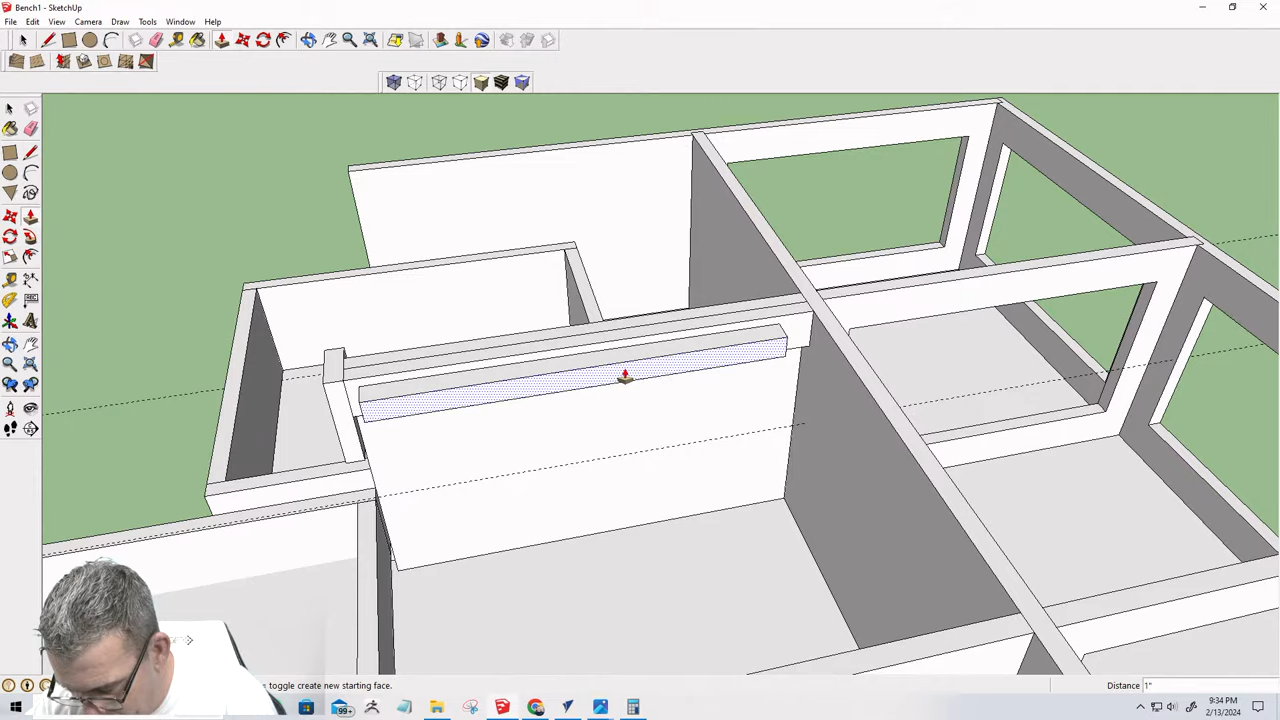 Bench1 - SketchUp
File Edit View Camera Draw Tools Window Help
= toggle create new starting face.
Distance 1"
99+
9:34 PM
2/13/2024